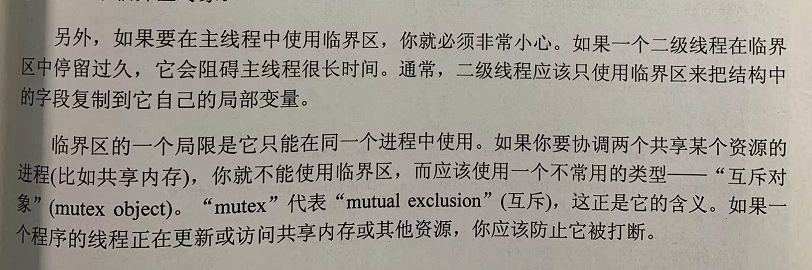 另外，如果要在主线程中使用临界区，你就必须非常小心。如果一个二级线程在临界
区中停留过久，它会阻碍主线程很长时间。通常，二级线程应该只使用临界区来把结构中
的字段复制到它自己的局部变量。
临界区的一个局限是它只能在同一个进程中使用。如果你要协调两个共享某个资源的
进程(比如共享内存)，你就不能使用临界区，而应该使用一个不常用的类型——“互斥对
象”(mutex object)。“mutex”代表“mutual exclusion”(互斥)，这正是它的含义。如果一
个程序的线程正在更新或访问共享内存或其他资源，你应该防止它被打断。